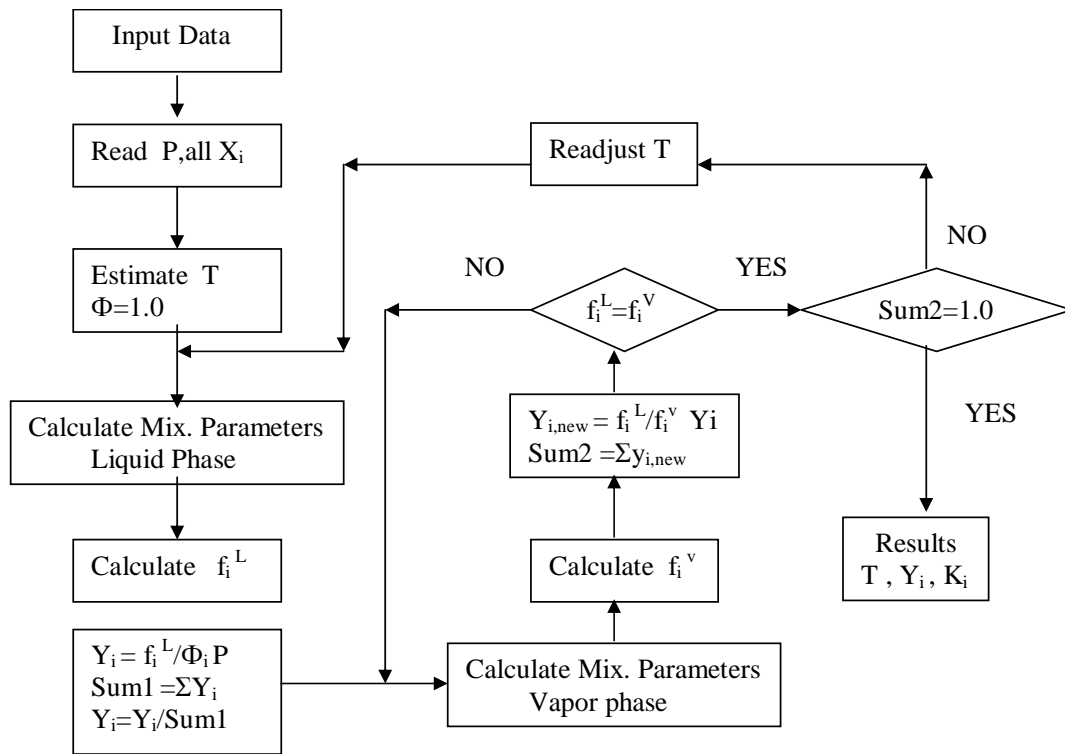 Input Data
Read P,all Xᵢ
Estimate T
Φ=1.0
Calculate Mix. Parameters
Liquid Phase
Calculate fᵢᴸ
Yᵢ = fᵢᴸ/Φᵢ P
Sum1 =ΣYᵢ
Yᵢ=Yᵢ/Sum1
Calculate Mix. Parameters
Vapor phase
Calculate fᵢᵛ
Yᵢ,new = fᵢᴸ/fᵢᵛ Yi
Sum2 =Σyᵢ,new
fᵢᴸ=fᵢⱽ
NO
YES
Readjust T
Sum2=1.0
NO
YES
Results
T , Yᵢ , Kᵢ